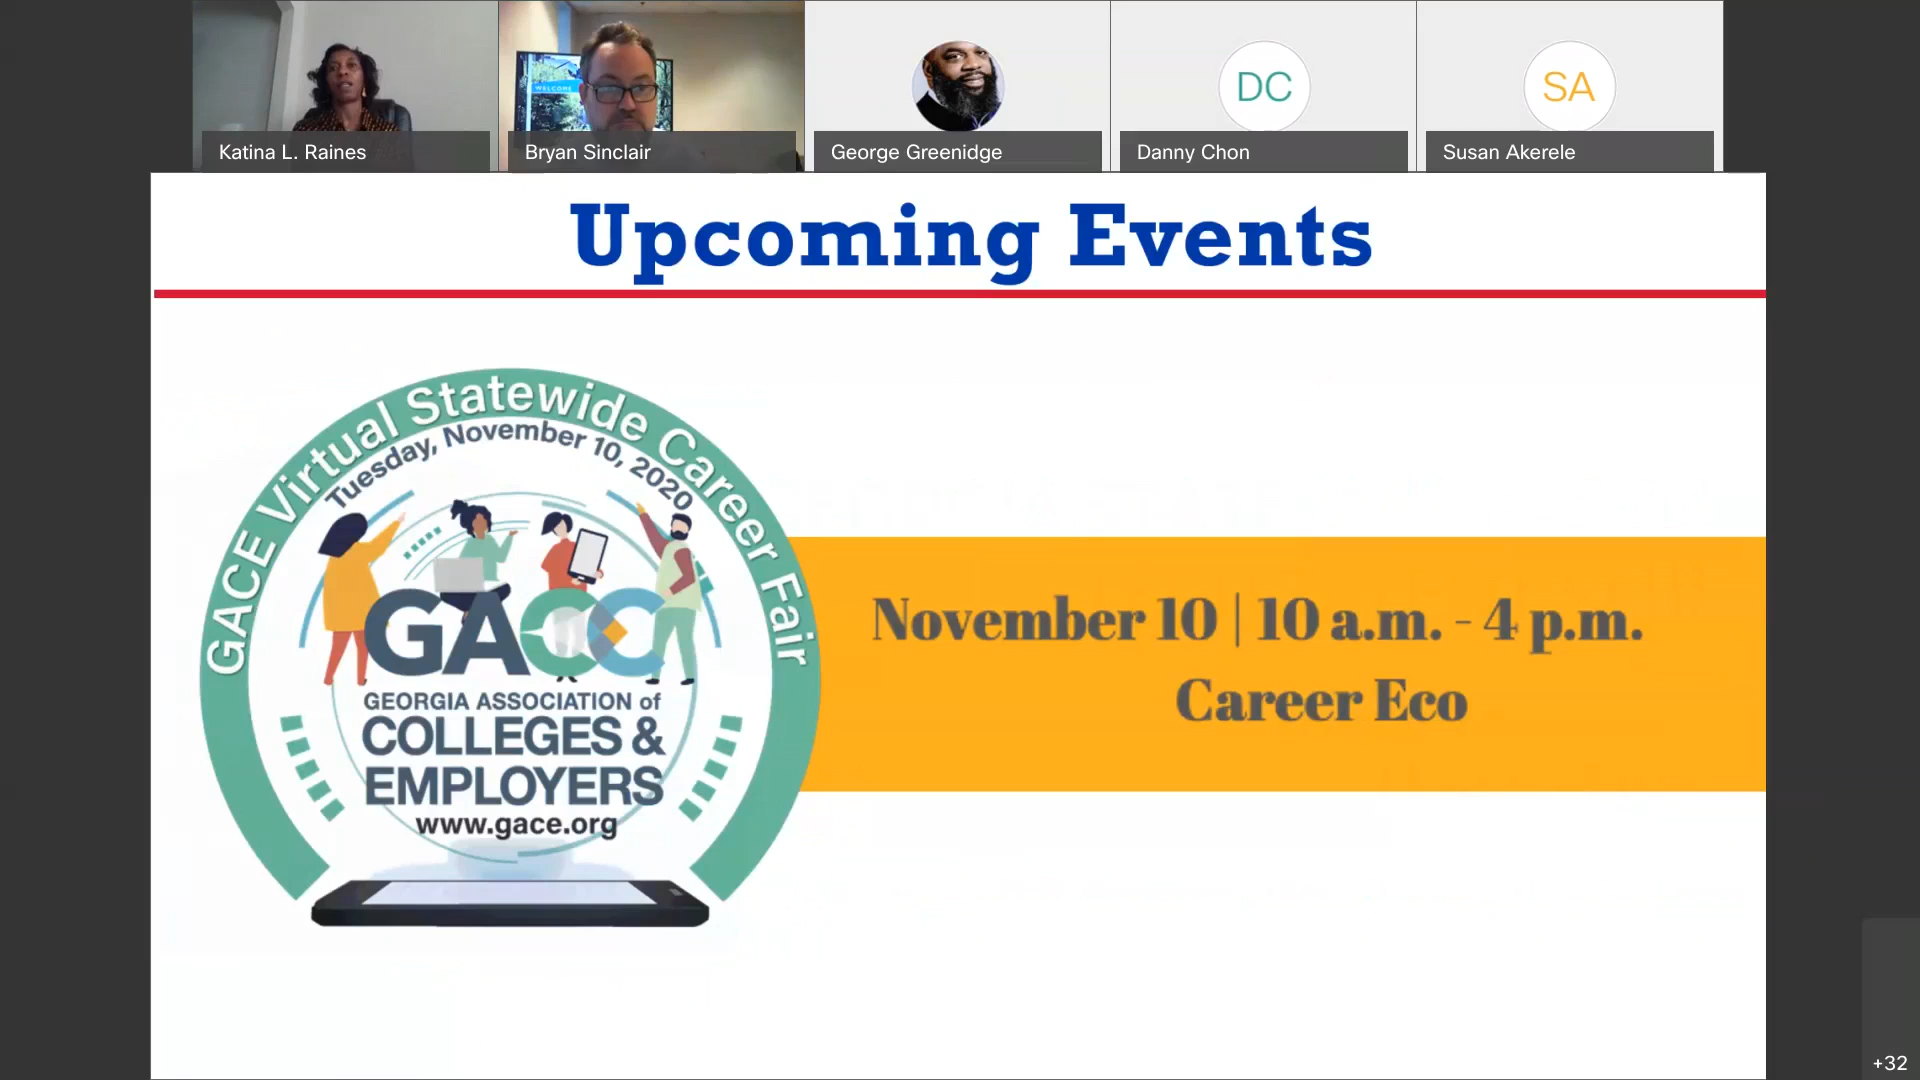 WELCOME
Katina L. Raines
Bryan Sinclair
George Greenidge
DC
Danny Chon
SA
Susan Akerele
Upcoming Events
GACE Virtual Statewide Career Fair
Tuesday, November 10, 2020
GACE
GEORGIA ASSOCIATION of
COLLEGES &
EMPLOYERS
www.gace.org
November 10 | 10 a.m. - 4 p.m.
Career Eco
+32